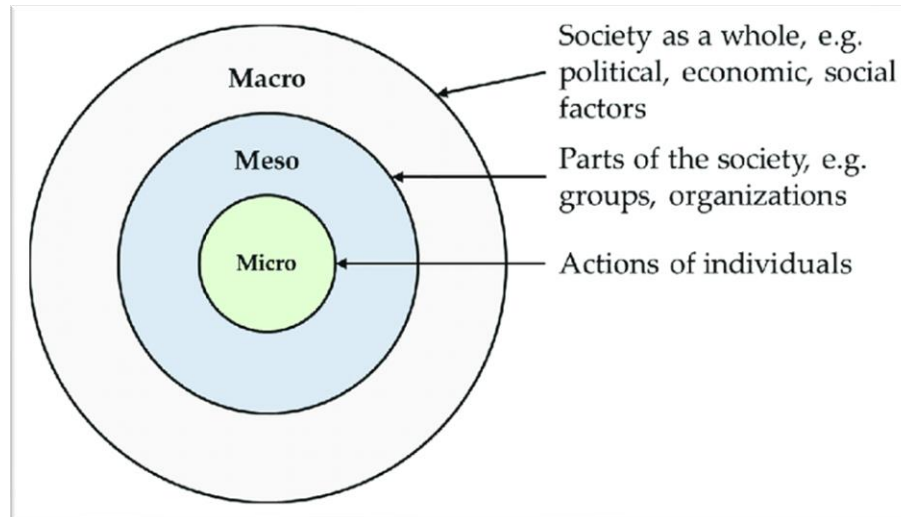 Macro
Meso
Micro
Society as a whole, e.g.
political, economic, social
factors
Parts of the society, e.g.
groups, organizations
Actions of individuals